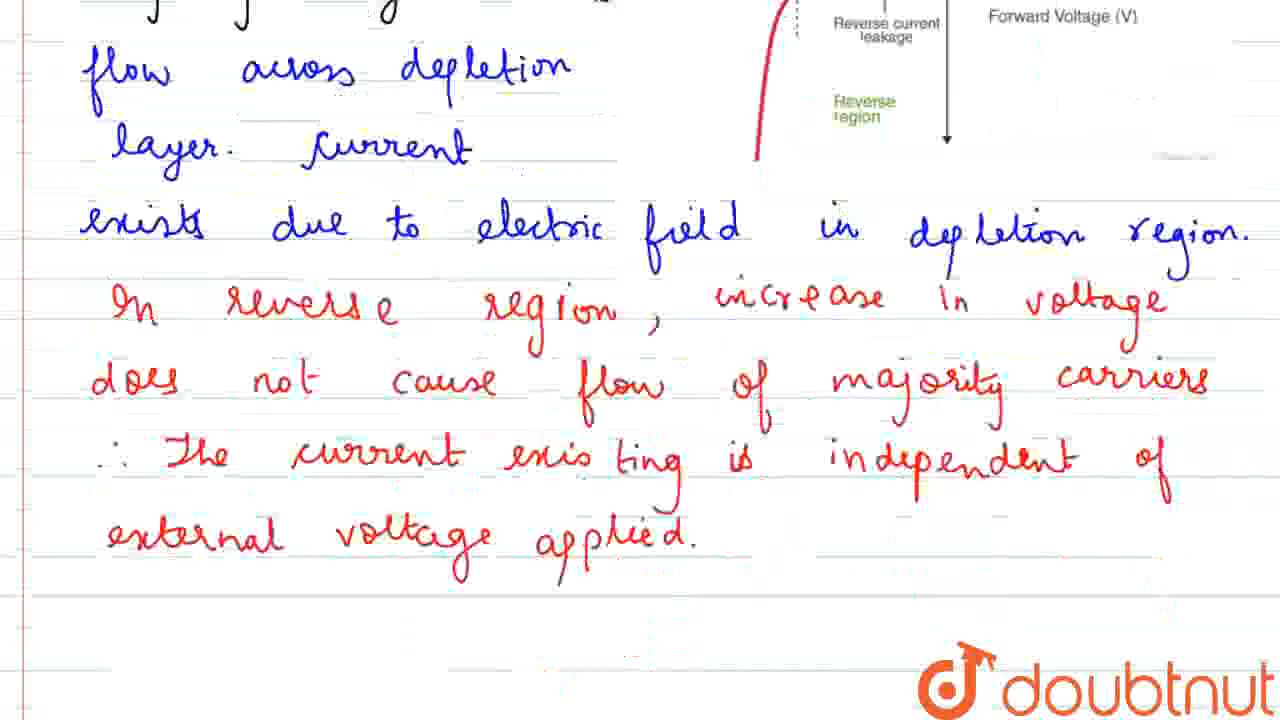 Reverse current
leakage
Forward Voltage (V)
flow across depletion
Reverse
region
layer. Current
exists due to electric field in depletion region.
In reverse region, increase in voltage
does not cause flow of majority carriers
∴ The current existing is independent of
external voltage applied.
doubtnut